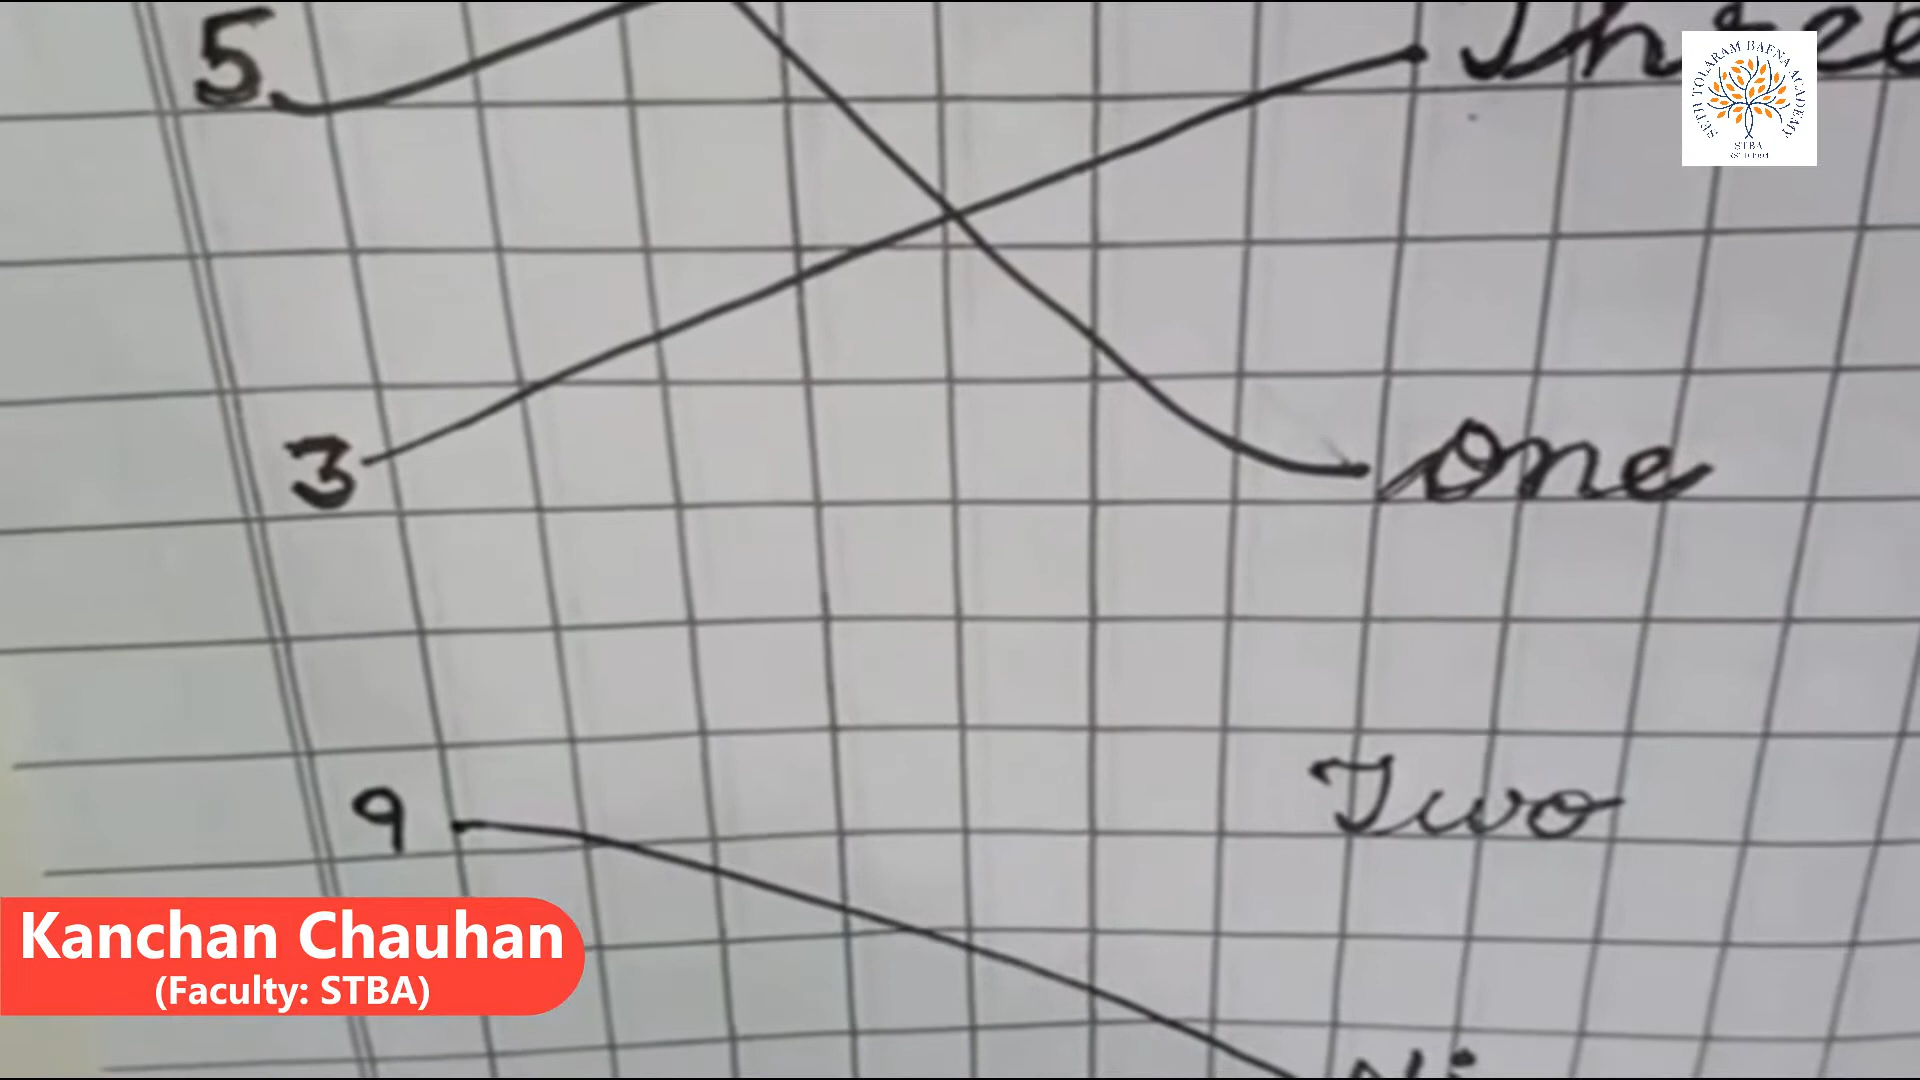 5 Three
SETH TOLARAM BAFNA ACADEMY
STBA
3 one
9 Two
Kanchan Chauhan
(Faculty: STBA)